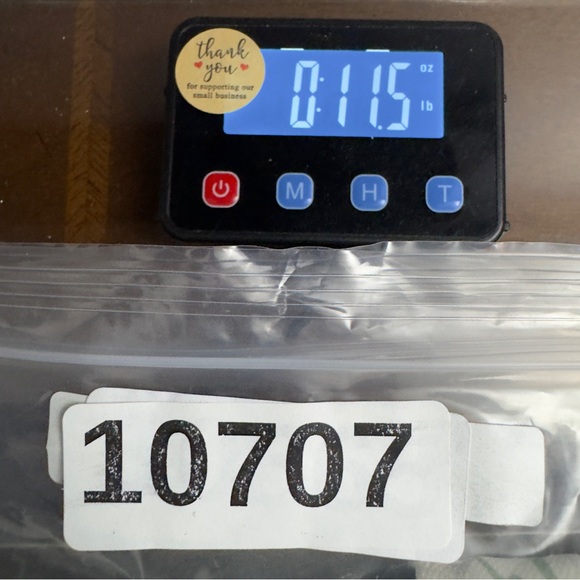 thank
you
for supporting our
small business
0:11.5
oz
lb
M H T
10707